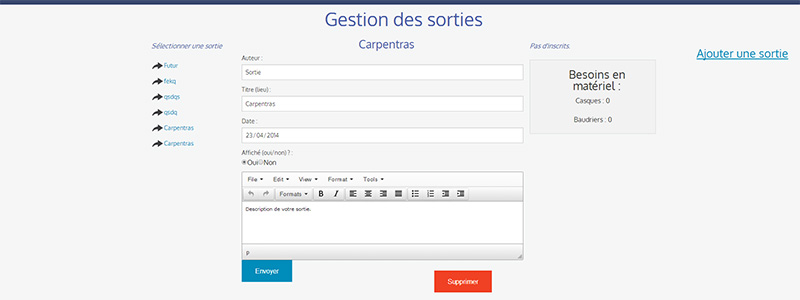 Gestion des sorties
Sélectionner une sortie
Futur
fekq
qsdqs
qsdq
Carpentras
Carpentras
Carpentras
Auteur :
Sortie
Titre (lieu) :
Carpentras
Date :
23/04/2014
Affiché (oui/non) ? :
Oui Non
File Edit View Format Tools
Formats B I
Description de votre sortie.
p
Envoyer
Supprimer
Pas d'inscrits.
Besoins en
matériel :
Casques : 0
Baudriers : 0
Ajouter une sortie